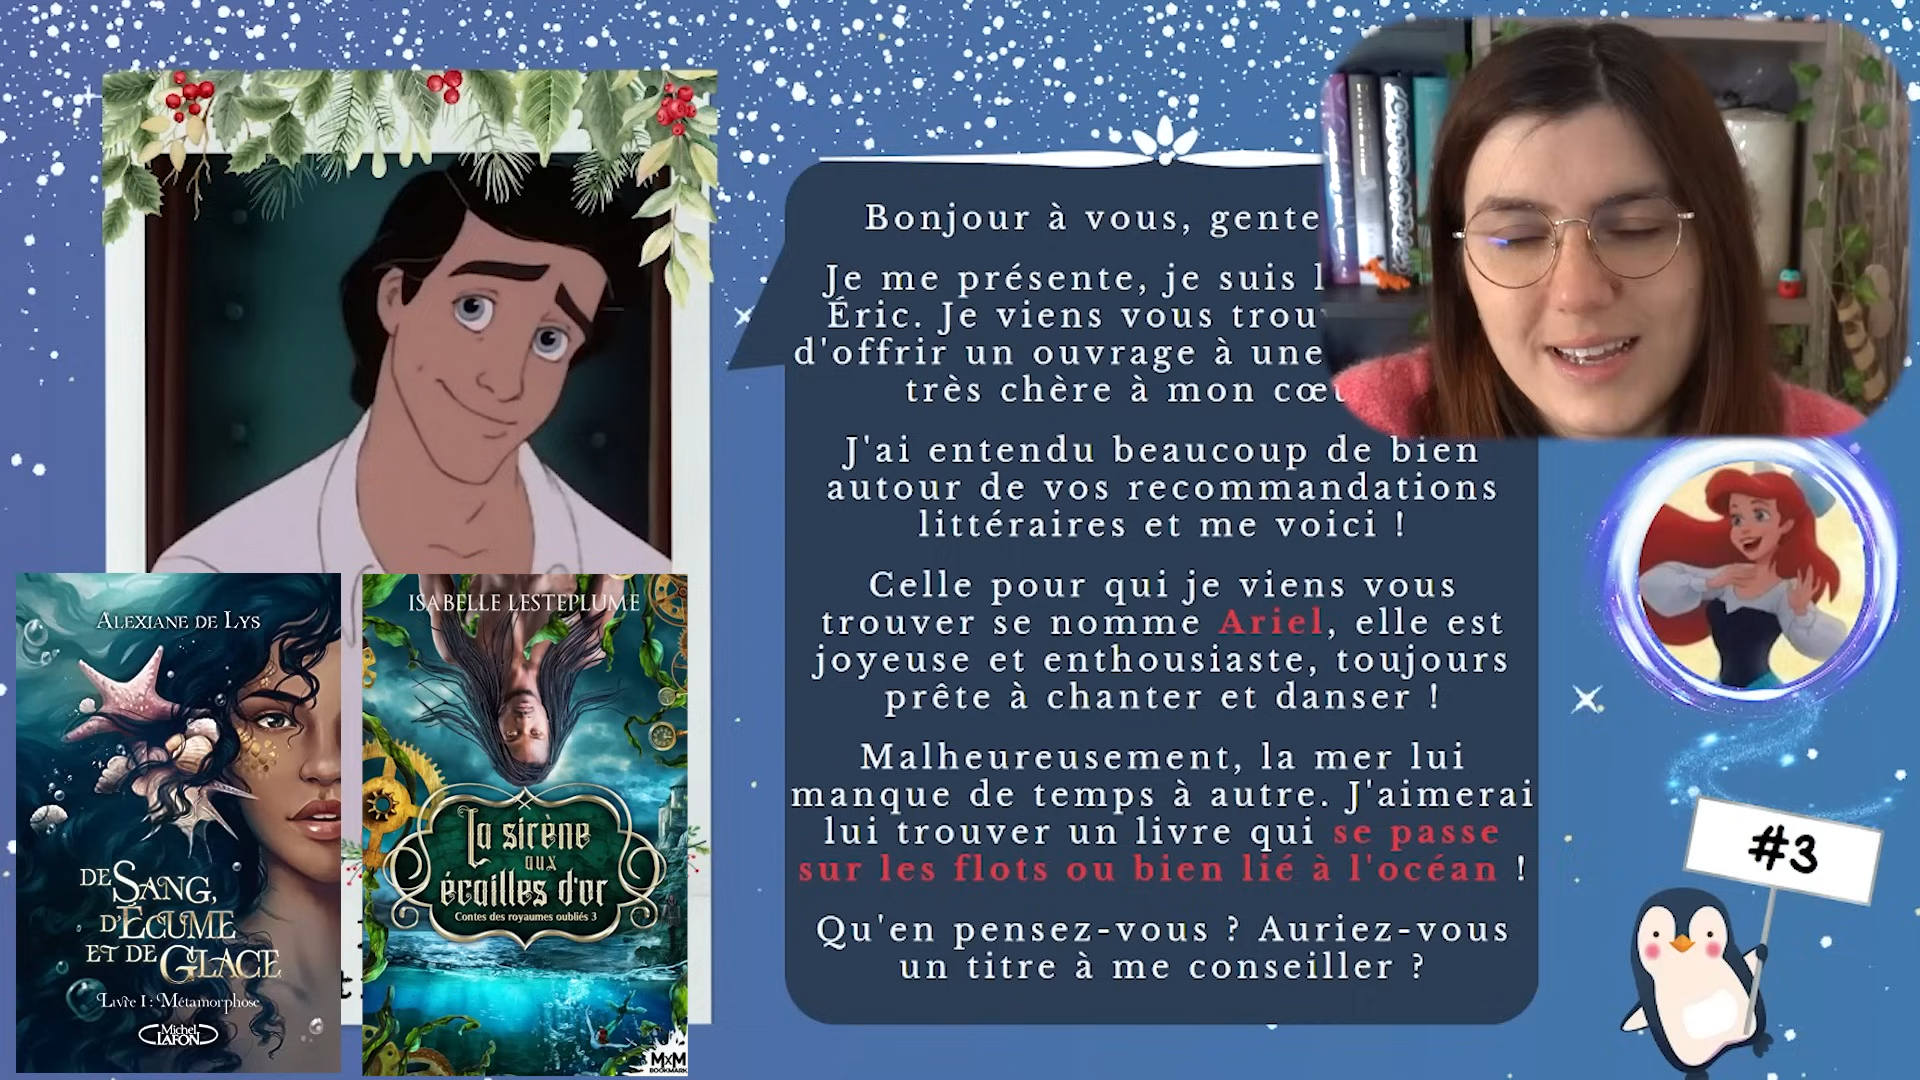 Bonjour à vous, gente
Je me présente, je suis
Éric. Je viens vous
d'offrir un ouvrage à une
très chère à mon
J'ai entendu beaucoup de bien
autour de vos recommandations
littéraires et me voici !
Celle pour qui je viens vous
trouver se nomme Ariel, elle est
joyeuse et enthousiaste, toujours
prête à chanter et danser !
Malheureusement, la mer lui
manque de temps à autre. J'aimerai
lui trouver un livre qui se passe
sur les flots ou bien lié à l'océan !
Qu'en pensez-vous ? Auriez-vous
un titre à me conseiller ?
#3
ALEXIANE DE LYS
DE SANG,
D'ÉCUME
ET DE GLACE
Livre I : Métamorphose
Michel
LAFON
ISABELLE LESTEPLUME
La sirène
aux
écailles d'or
Contes des royaumes oubliés 3
MxM
BOOKMARK